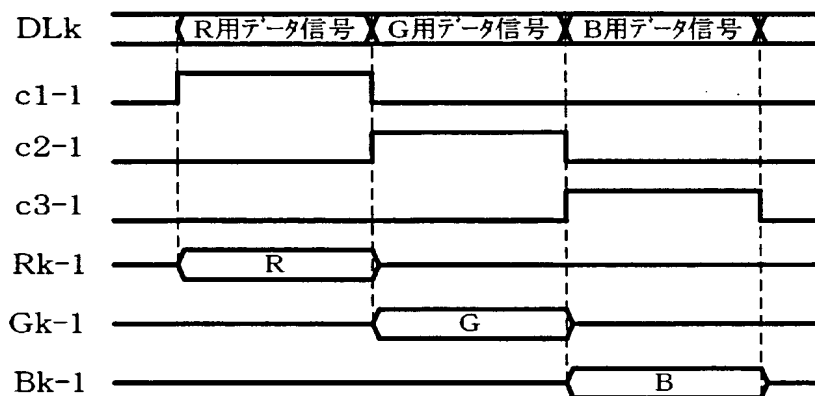 DLk R用データ信号 G用データ信号 B用データ信号
c1-1
c2-1
c3-1
Rk-1 R
Gk-1 G
Bk-1 B